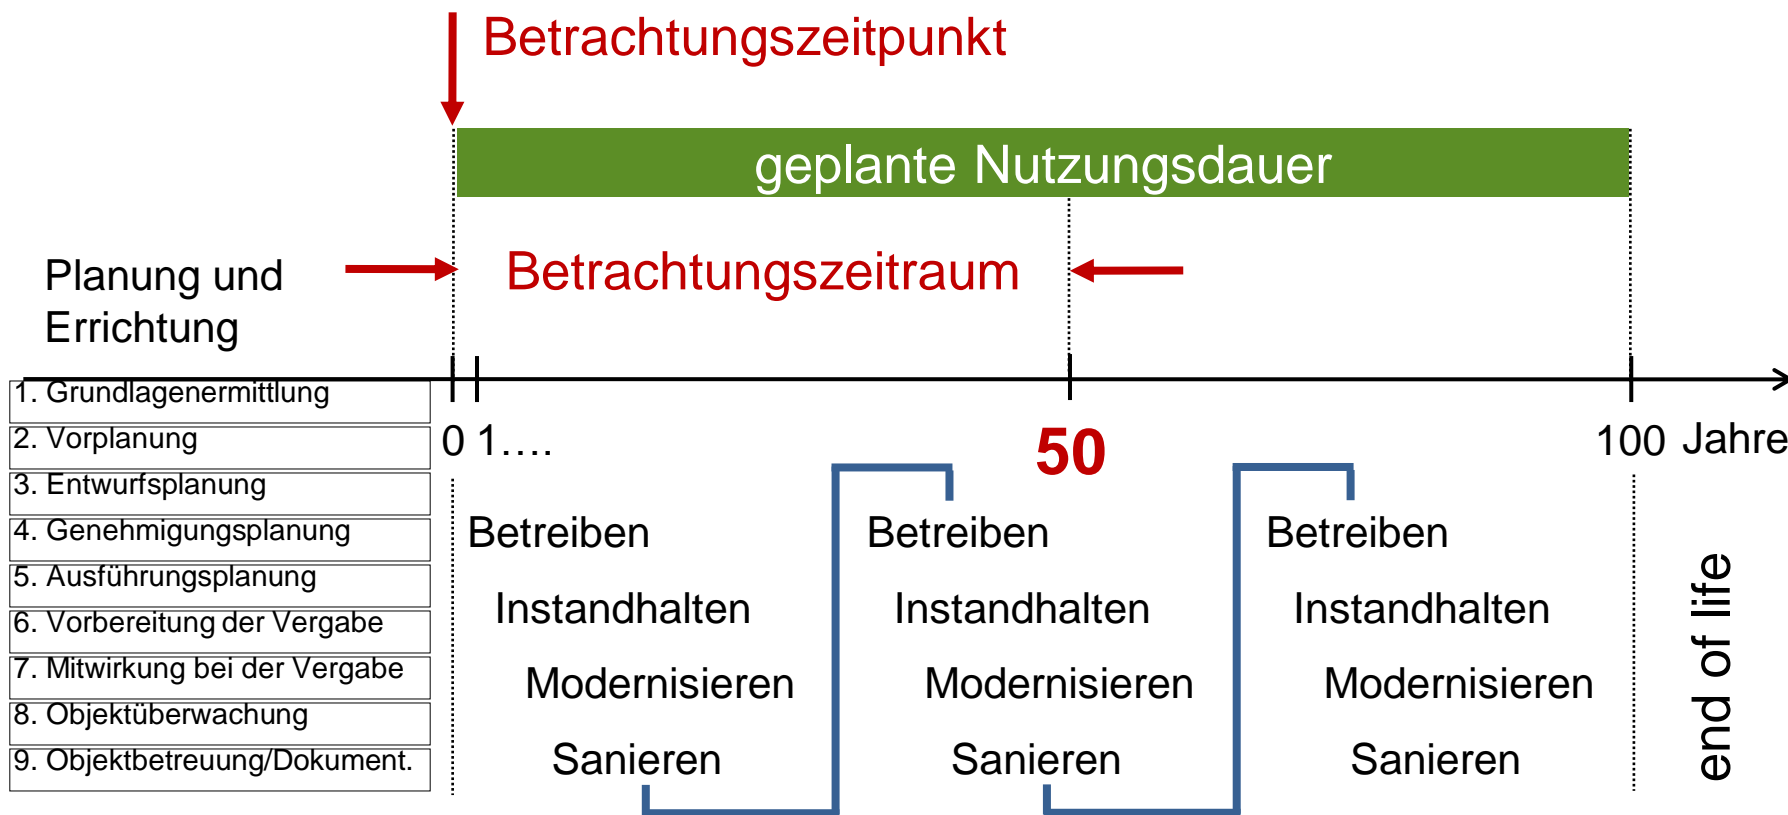 Betrachtungszeitpunkt
geplante Nutzungsdauer
Planung und
Errichtung
Betrachtungszeitraum
1. Grundlagenermittlung
2. Vorplanung
3. Entwurfsplanung
4. Genehmigungsplanung
5. Ausführungsplanung
6. Vorbereitung der Vergabe
7. Mitwirkung bei der Vergabe
8. Objektüberwachung
9. Objektbetreuung/Dokument.
0 1.... 50 100 Jahre
Betreiben
Instandhalten
Modernisieren
Sanieren
Betreiben
Instandhalten
Modernisieren
Sanieren
Betreiben
Instandhalten
Modernisieren
Sanieren
end of life